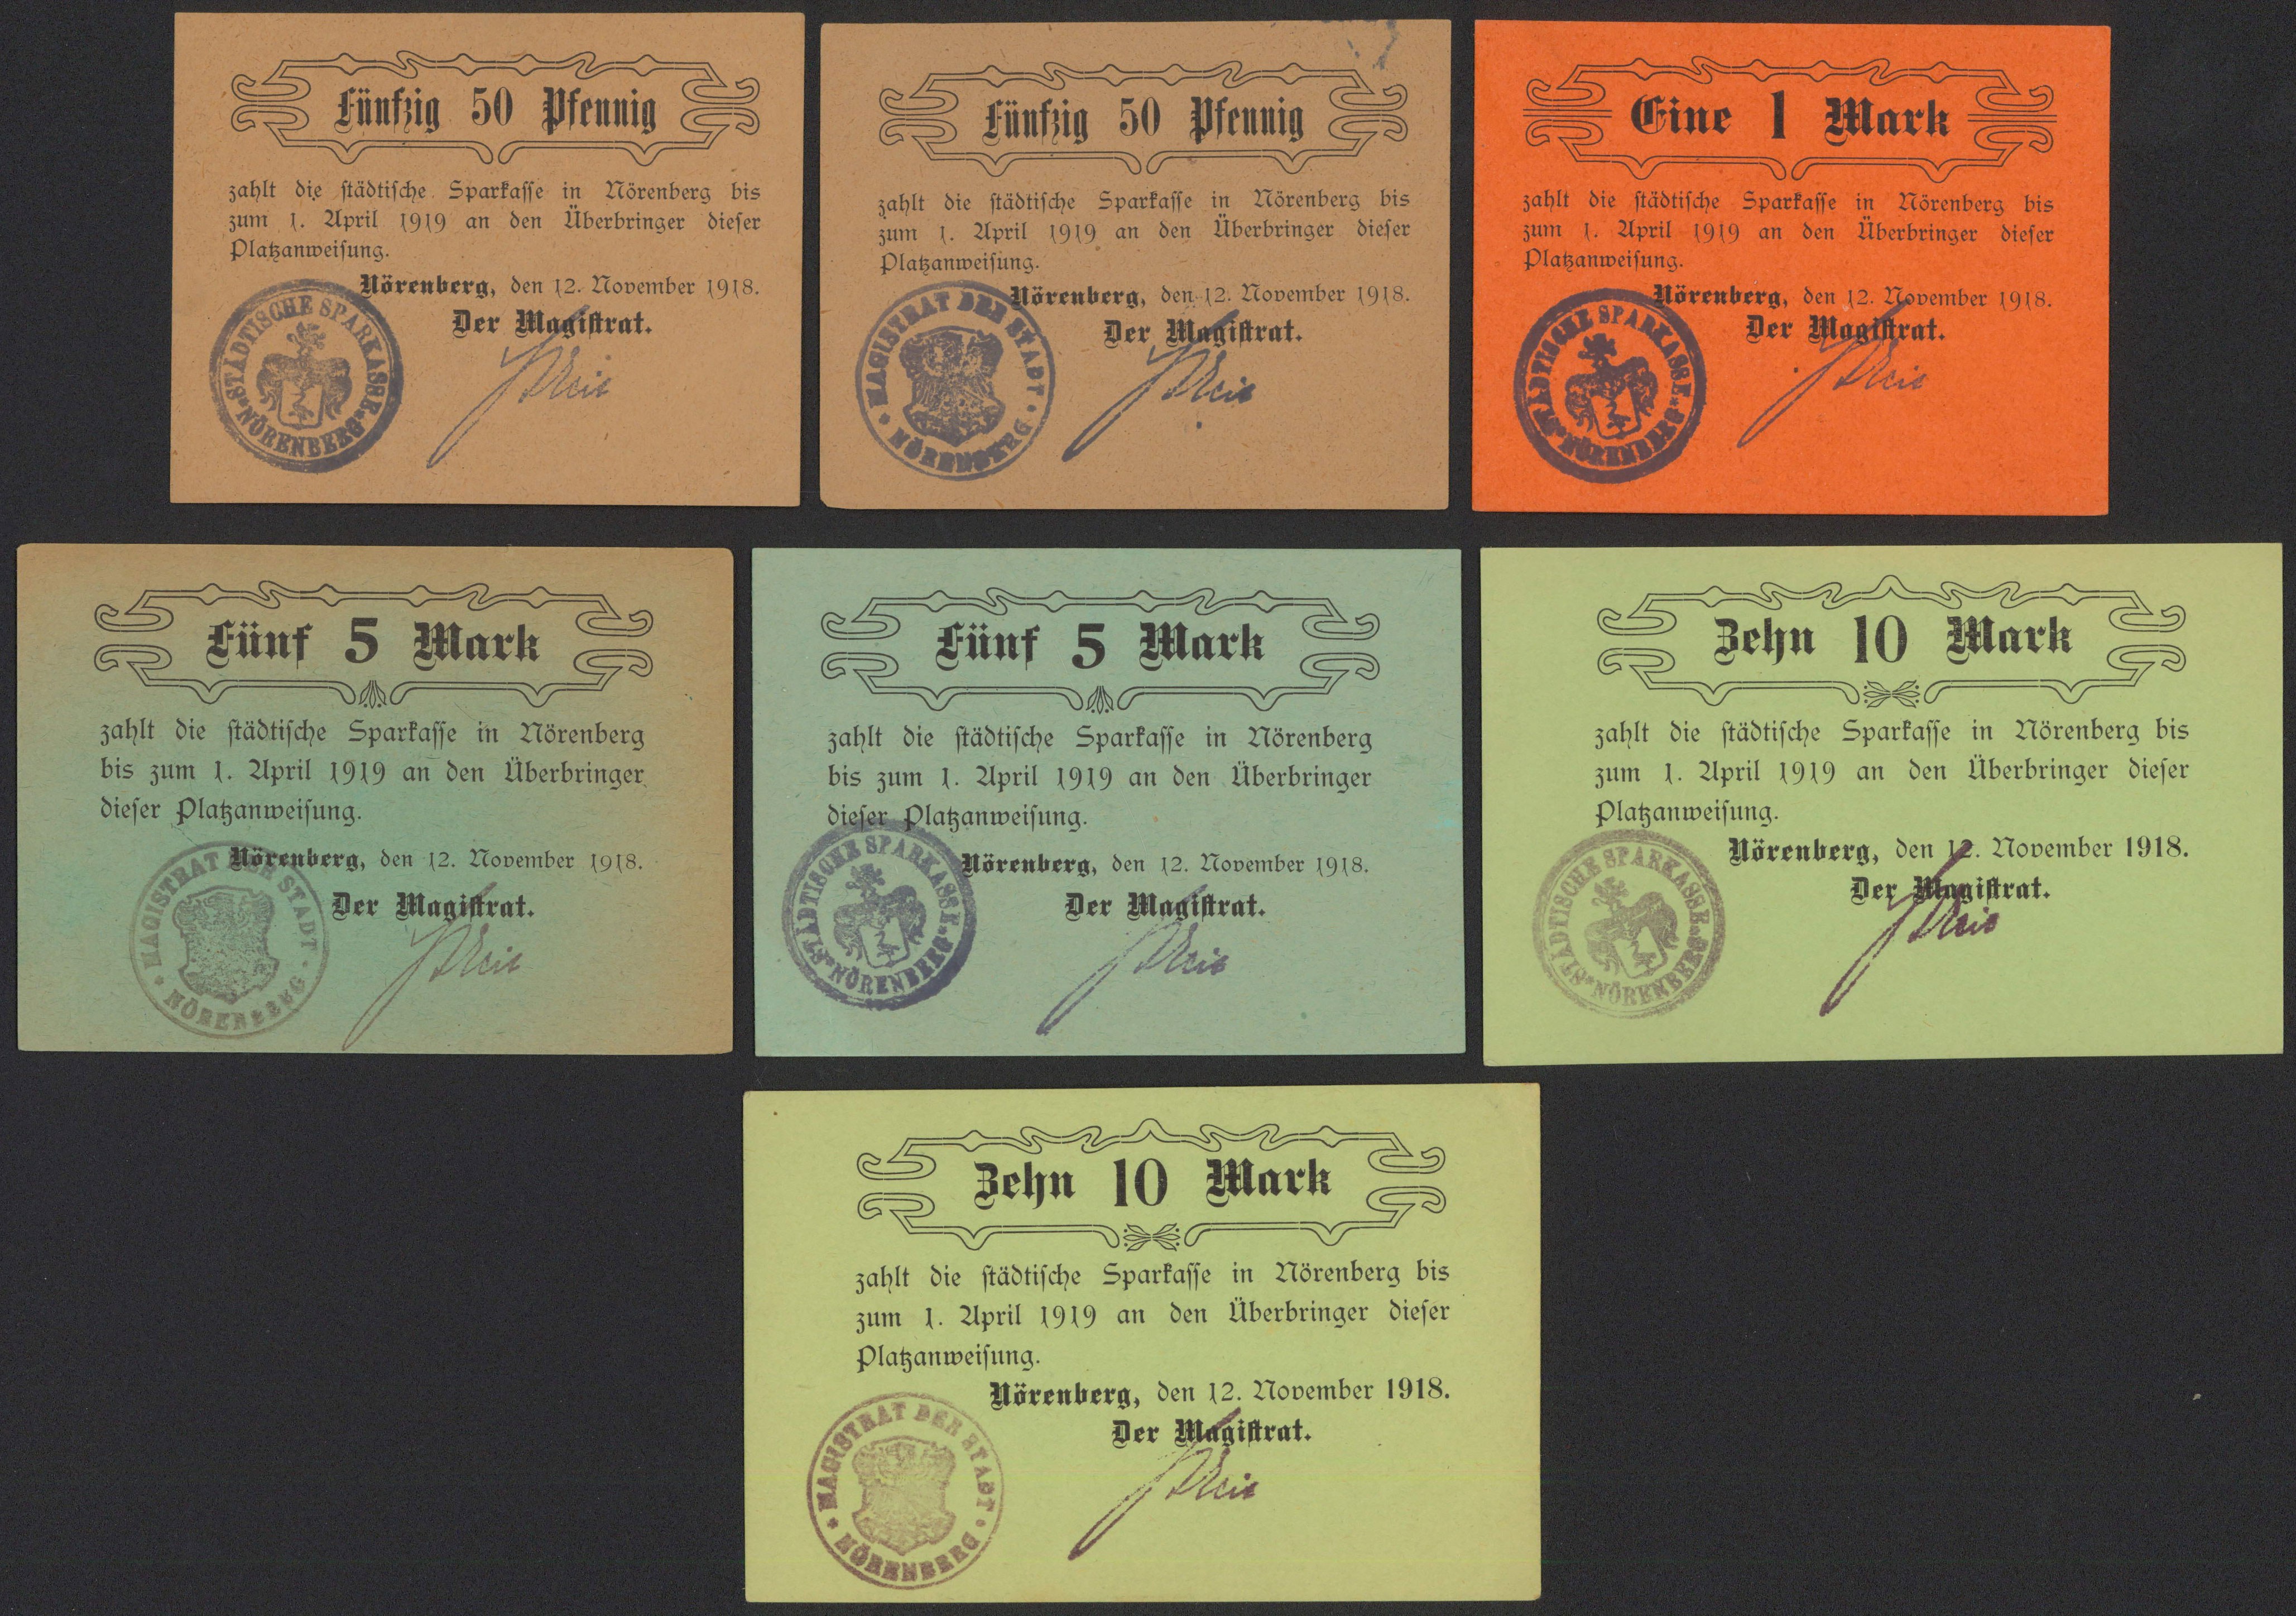 Fünfzig 50 Pfennig
zahlt die städtische Sparkasse in Nörenberg bis
zum 1. April 1919 an den Überbringer dieser
Platzanweisung.
Nörenberg, den 12. November 1918.
Der Magistrat.
STÄDTISCHE SPARKASSE
NÖRENBERG
Fünfzig 50 Pfennig
zahlt die städtische Sparkasse in Nörenberg bis
zum 1. April 1919 an den Überbringer dieser
Platzanweisung.
Nörenberg, den 12. November 1918.
Der Magistrat.
MAGISTRAT DER STADT
NÖRENBERG
Eine 1 Mark
zahlt die städtische Sparkasse in Nörenberg bis
zum 1. April 1919 an den Überbringer dieser
Platzanweisung.
Nörenberg, den 12. November 1918.
Der Magistrat.
STÄDTISCHE SPARKASSE
NÖRENBERG
Fünf 5 Mark
zahlt die städtische Sparkasse in Nörenberg
bis zum 1. April 1919 an den Überbringer
dieser Platzanweisung.
Nörenberg, den 12. November 1918.
Der Magistrat.
MAGISTRAT DER STADT
NÖRENBERG
Fünf 5 Mark
zahlt die städtische Sparkasse in Nörenberg
bis zum 1. April 1919 an den Überbringer
dieser Platzanweisung.
Nörenberg, den 12. November 1918.
Der Magistrat.
STÄDTISCHE SPARKASSE
NÖRENBERG
Zehn 10 Mark
zahlt die städtische Sparkasse in Nörenberg bis
zum 1. April 1919 an den Überbringer dieser
Platzanweisung.
Nörenberg, den 12. November 1918.
Der Magistrat.
STÄDTISCHE SPARKASSE
NÖRENBERG
Zehn 10 Mark
zahlt die städtische Sparkasse in Nörenberg bis
zum 1. April 1919 an den Überbringer dieser
Platzanweisung.
Nörenberg, den 12. November 1918.
Der Magistrat.
MAGISTRAT DER STADT
NÖRENBERG